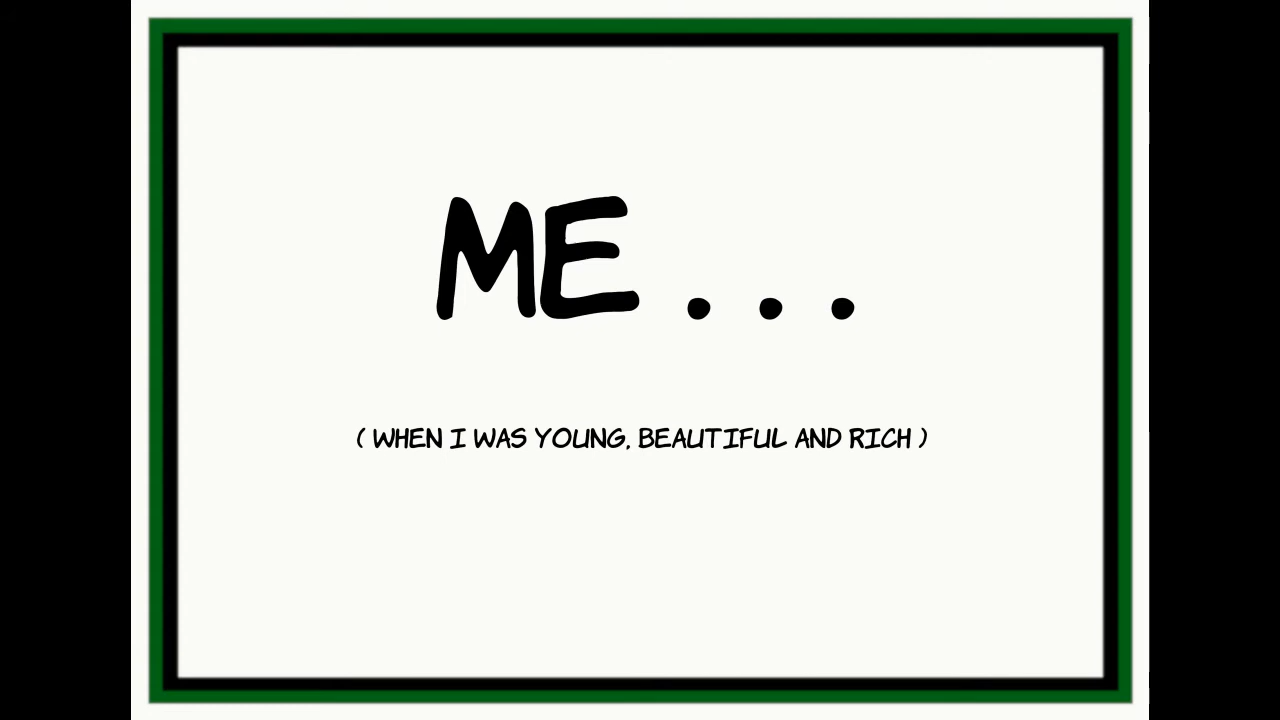 ME . . .
( WHEN I WAS YOUNG, BEAUTIFUL AND RICH )